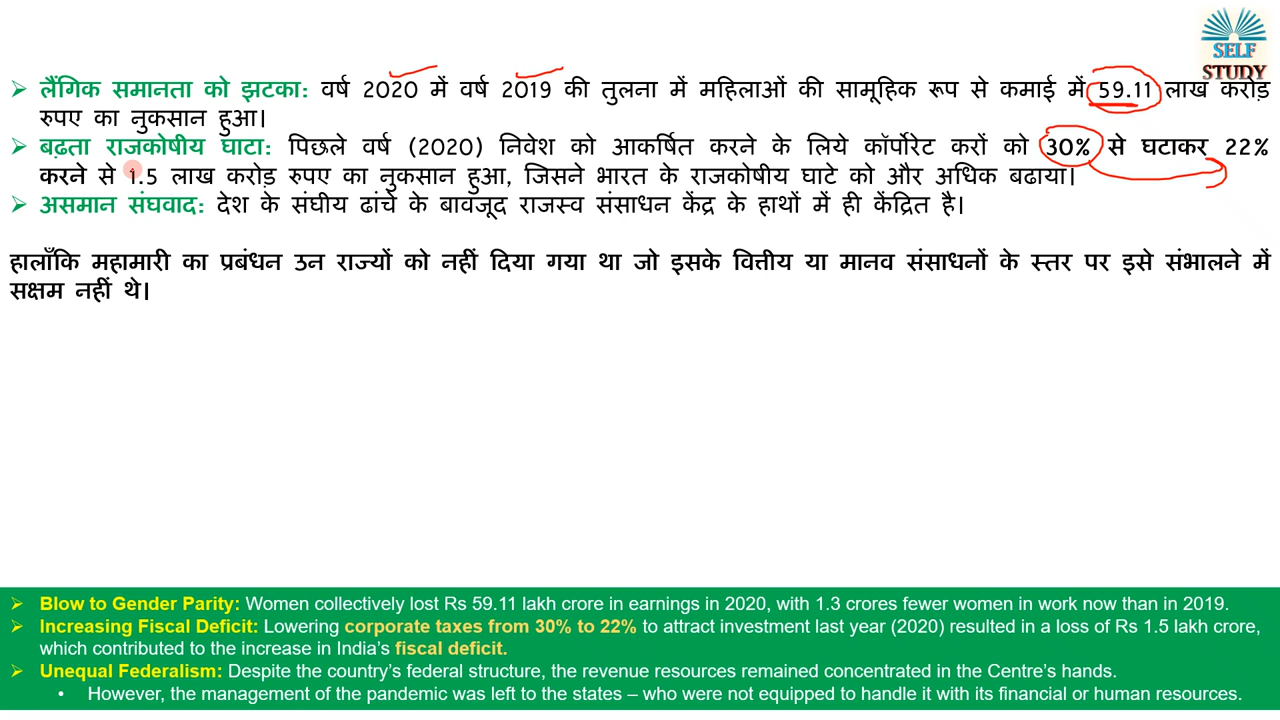 SELF
STUDY
➢ लैंगिक समानता को झटका: वर्ष 2020 में वर्ष 2019 की तुलना में महिलाओं की सामूहिक रूप से कमाई में 59.11 लाख करोड़
रुपए का नुकसान हुआ।
➢ बढ़ता राजकोषीय घाटा: पिछले वर्ष (2020) निवेश को आकर्षित करने के लिये कॉर्पोरेट करों को 30% से घटाकर 22%
करने से 1.5 लाख करोड़ रुपए का नुकसान हुआ, जिसने भारत के राजकोषीय घाटे को और अधिक बढाया।
➢ असमान संघवाद: देश के संघीय ढांचे के बावजूद राजस्व संसाधन केंद्र के हाथों में ही केंद्रित है।
हालाँकि महामारी का प्रबंधन उन राज्यों को नहीं दिया गया था जो इसके वित्तीय या मानव संसाधनों के स्तर पर इसे संभालने में
सक्षम नहीं थे।
➢ Blow to Gender Parity: Women collectively lost Rs 59.11 lakh crore in earnings in 2020, with 1.3 crores fewer women in work now than in 2019.
➢ Increasing Fiscal Deficit: Lowering corporate taxes from 30% to 22% to attract investment last year (2020) resulted in a loss of Rs 1.5 lakh crore,
which contributed to the increase in India’s fiscal deficit.
➢ Unequal Federalism: Despite the country’s federal structure, the revenue resources remained concentrated in the Centre’s hands.
• However, the management of the pandemic was left to the states – who were not equipped to handle it with its financial or human resources.